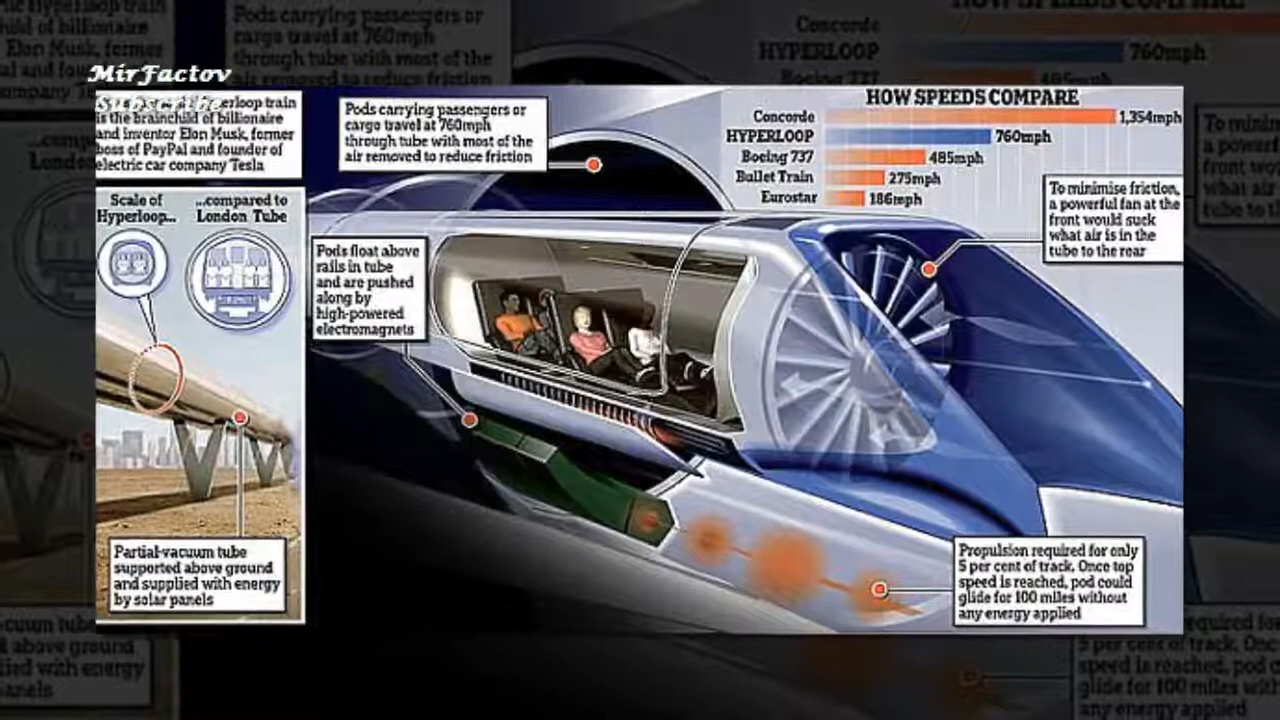 MirFactov
Subscribe
erloop train
is the brainchild of billionaire
and inventor Elon Musk, former
boss of PayPal and founder of
electric car company Tesla
Pods carrying passengers or
cargo travel at 760mph
through tube with most of the
air removed to reduce friction
HOW SPEEDS COMPARE
Concorde 1,354mph
HYPERLOOP 760mph
Boeing 737 485mph
Bullet Train 275mph
Eurostar 186mph
To minimise friction,
a powerful fan at the
front would suck
what air is in the
tube to the rear
Scale of
Hyperloop...
...compared to
London Tube
Pods float above
rails in tube
and are pushed
along by
high-powered
electromagnets
Partial-vacuum tube
supported above ground
and supplied with energy
by solar panels
Propulsion required for only
5 per cent of track. Once top
speed is reached, pod could
glide for 100 miles without
any energy applied